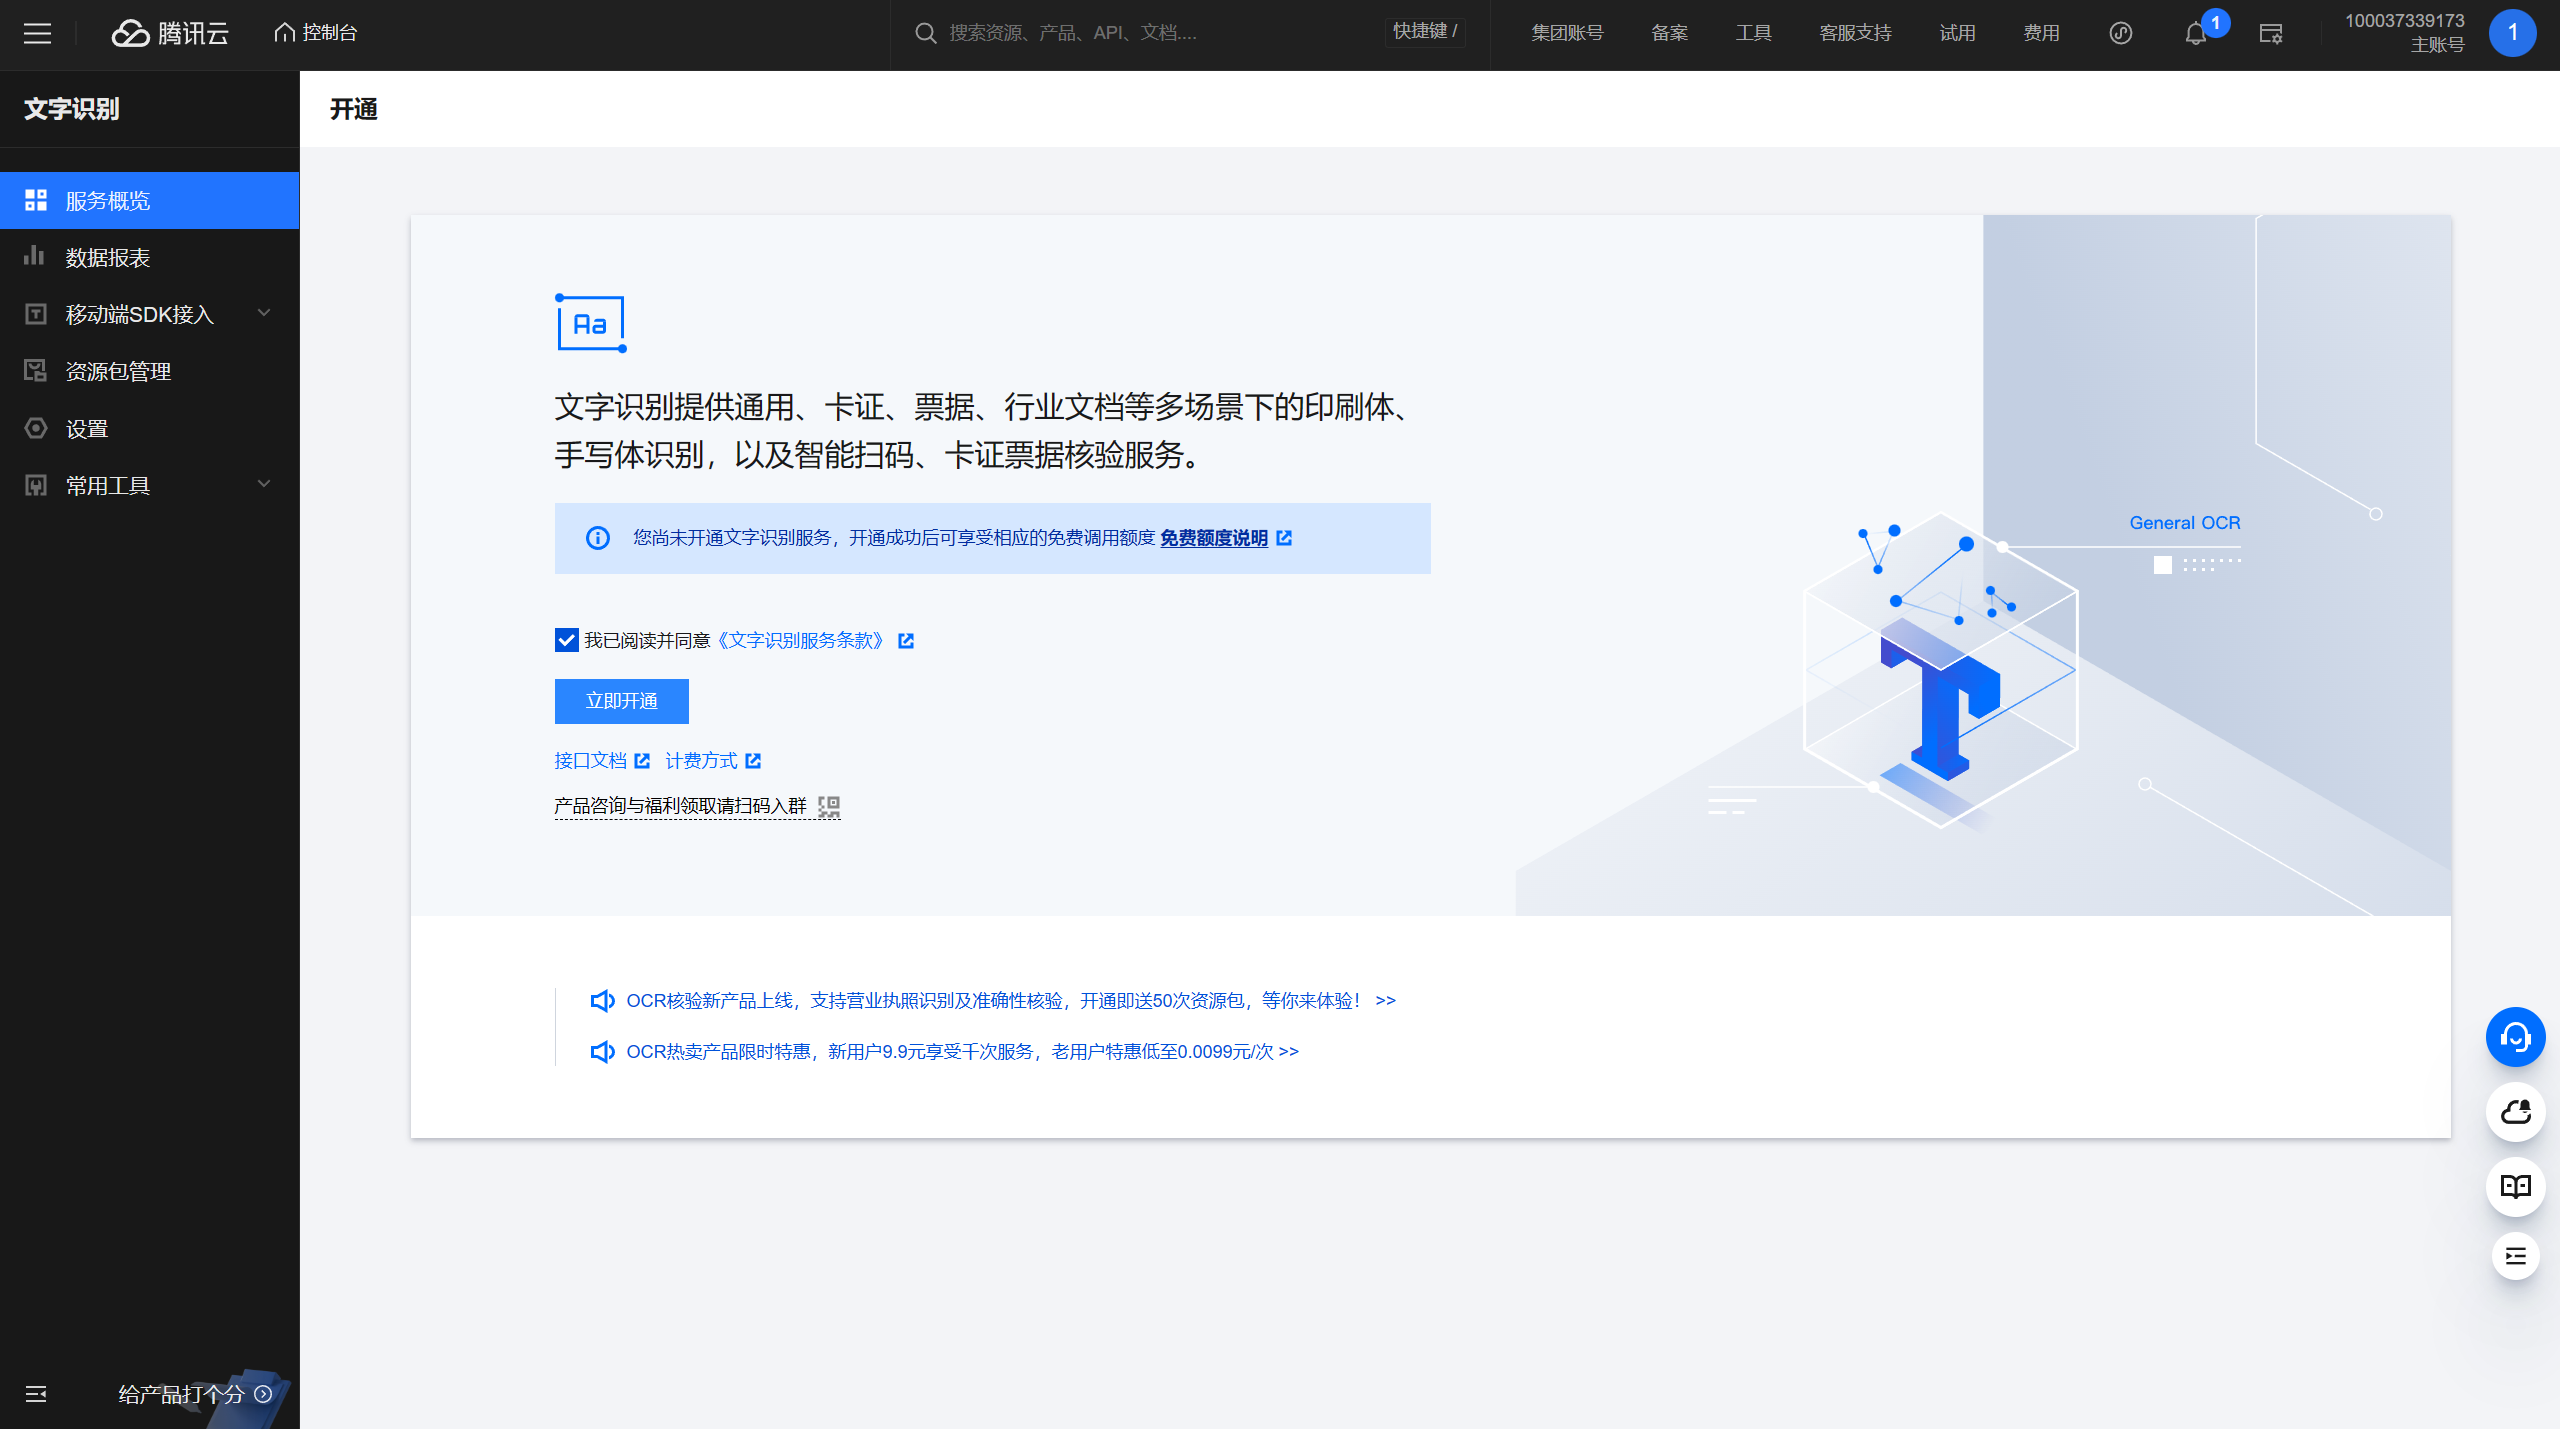 腾讯云
控制台
搜索资源、产品、API、文档....
快捷键 /
集团账号
备案
工具
客服支持
试用
费用
1
100037339173
主账号
1
文字识别
服务概览
数据报表
移动端SDK接入
资源包管理
设置
常用工具
给产品打个分
开通
Aa
文字识别提供通用、卡证、票据、行业文档等多场景下的印刷体、
手写体识别，以及智能扫码、卡证票据核验服务。
您尚未开通文字识别服务，开通成功后可享受相应的免费调用额度 免费额度说明
我已阅读并同意《文字识别服务条款》
立即开通
接口文档 计费方式
产品咨询与福利领取请扫码入群
General OCR
T
OCR核验新产品上线，支持营业执照识别及准确性核验，开通即送50次资源包，等你来体验！ >>
OCR热卖产品限时特惠，新用户9.9元享受千次服务，老用户特惠低至0.0099元/次 >>